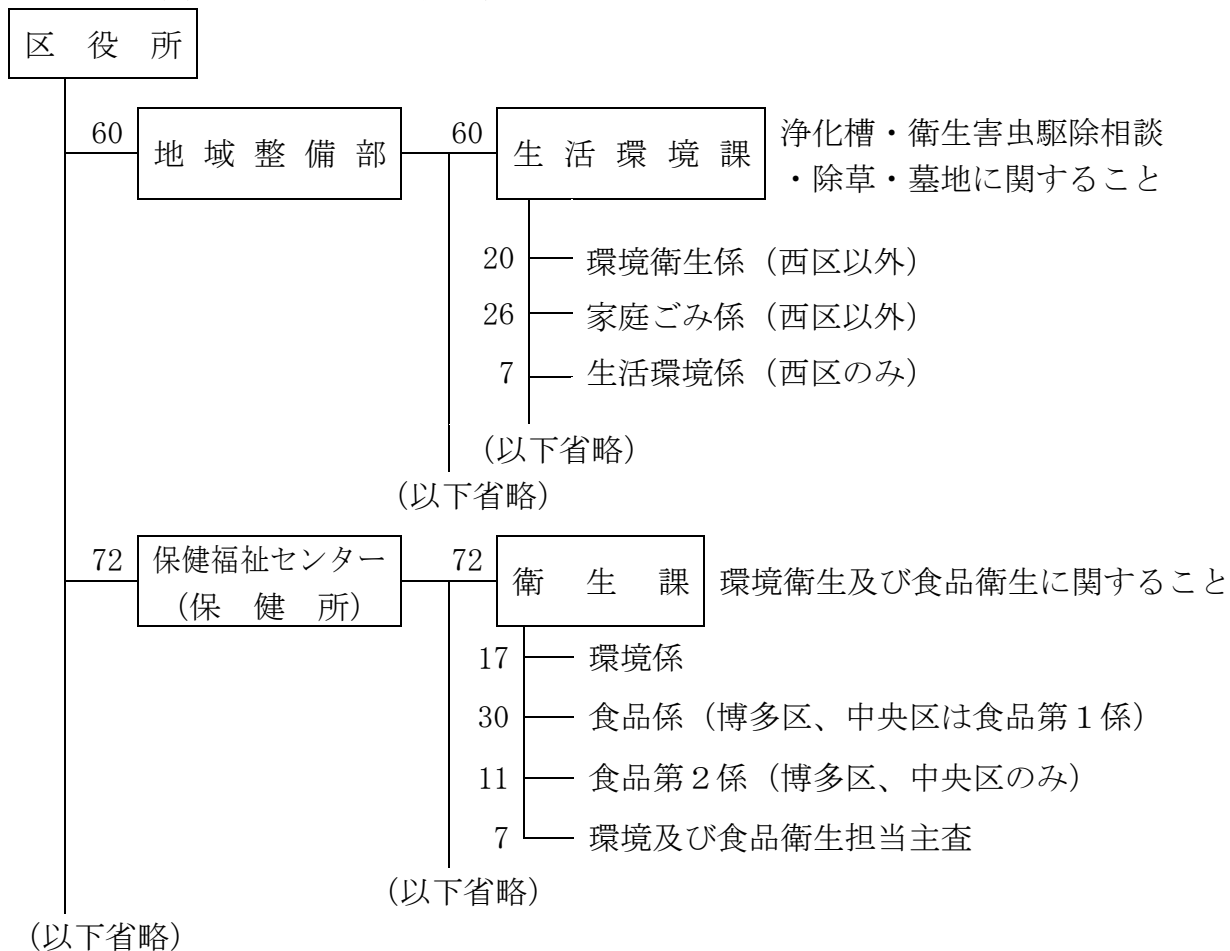 区役所
60 地域整備部 60 生活環境課 浄化槽・衛生害虫駆除相談
・除草・墓地に関すること
20 環境衛生係（西区以外）
26 家庭ごみ係（西区以外）
7 生活環境係（西区のみ）
（以下省略）
（以下省略）
72 保健福祉センター 72 衛生課 環境衛生及び食品衛生に関すること
（保健所）
17 環境係
30 食品係（博多区、中央区は食品第１係）
11 食品第２係（博多区、中央区のみ）
7 環境及び食品衛生担当主査
（以下省略）
（以下省略）